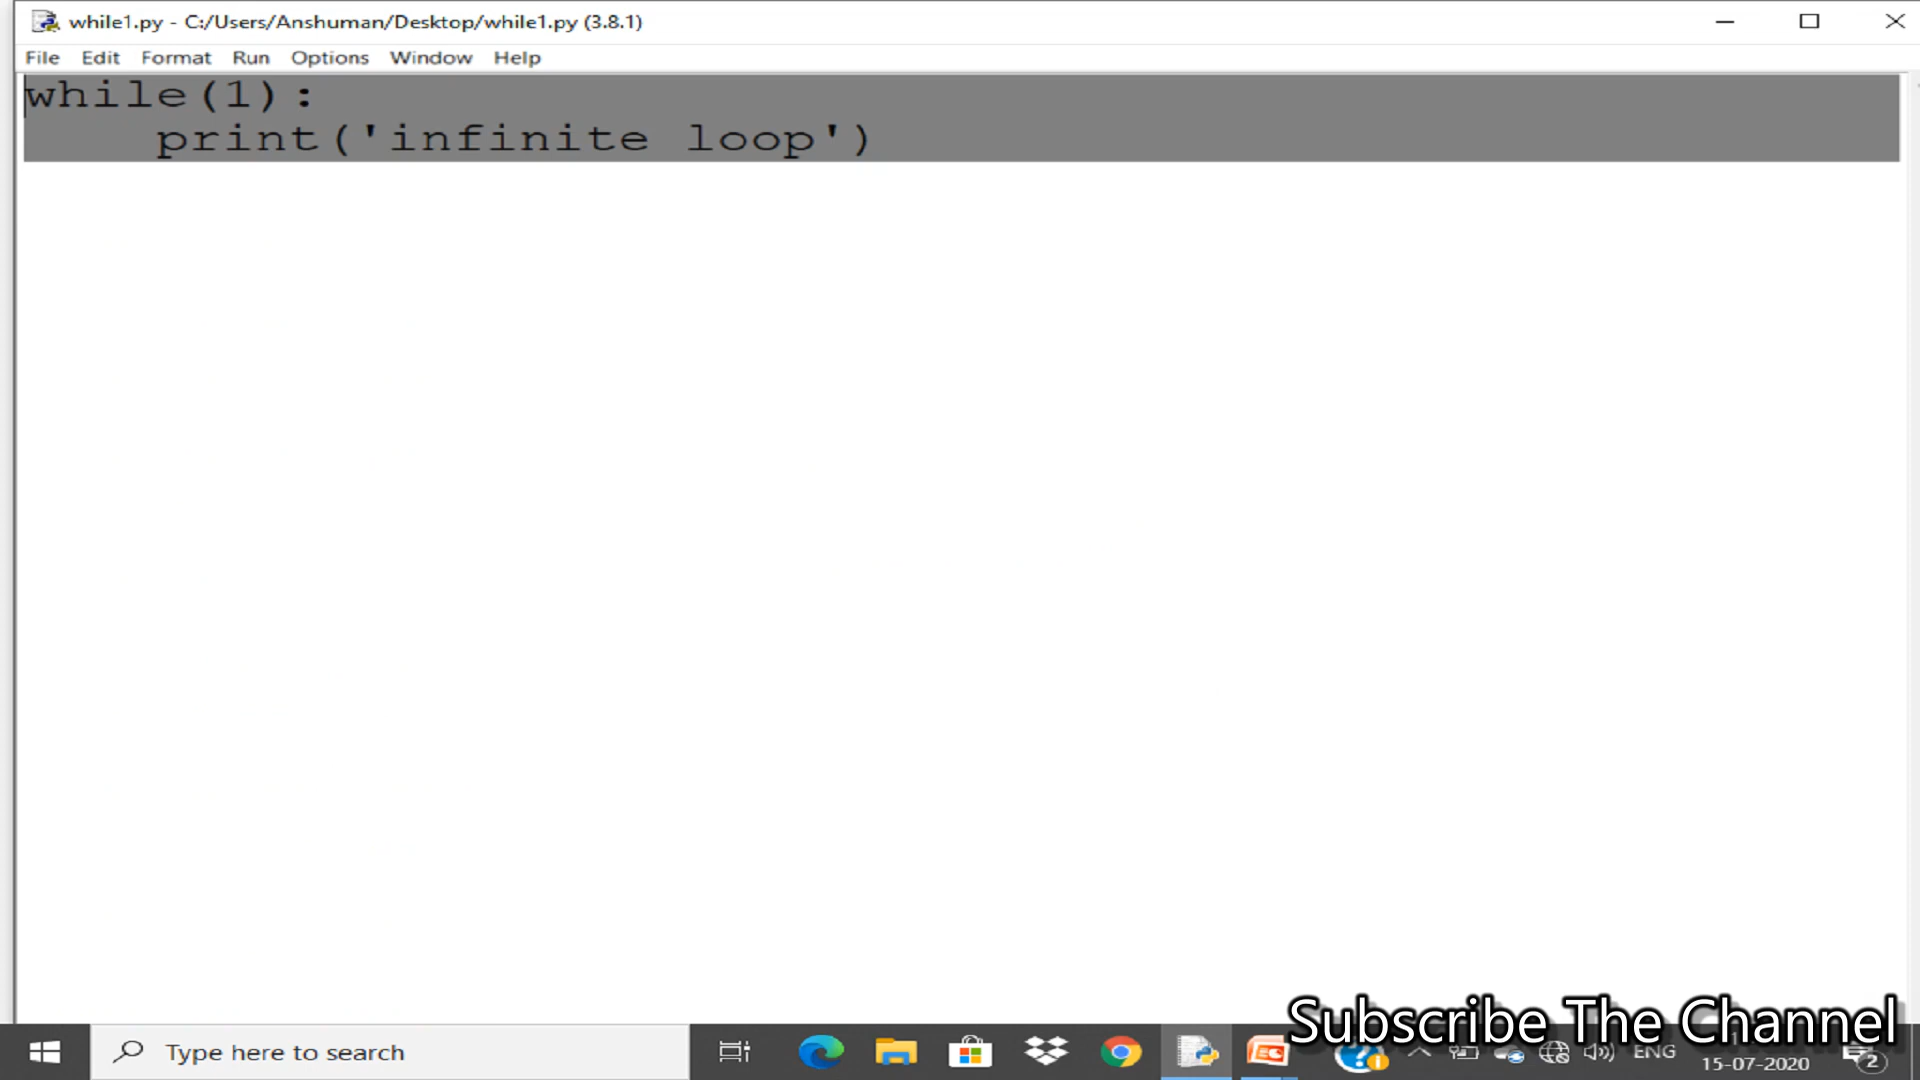 while1.py - C:/Users/Anshuman/Desktop/while1.py (3.8.1)
File Edit Format Run Options Window Help
while(1):
    print('infinite loop')
Subscribe The Channel
Type here to search
ENG
15-07-2020
2